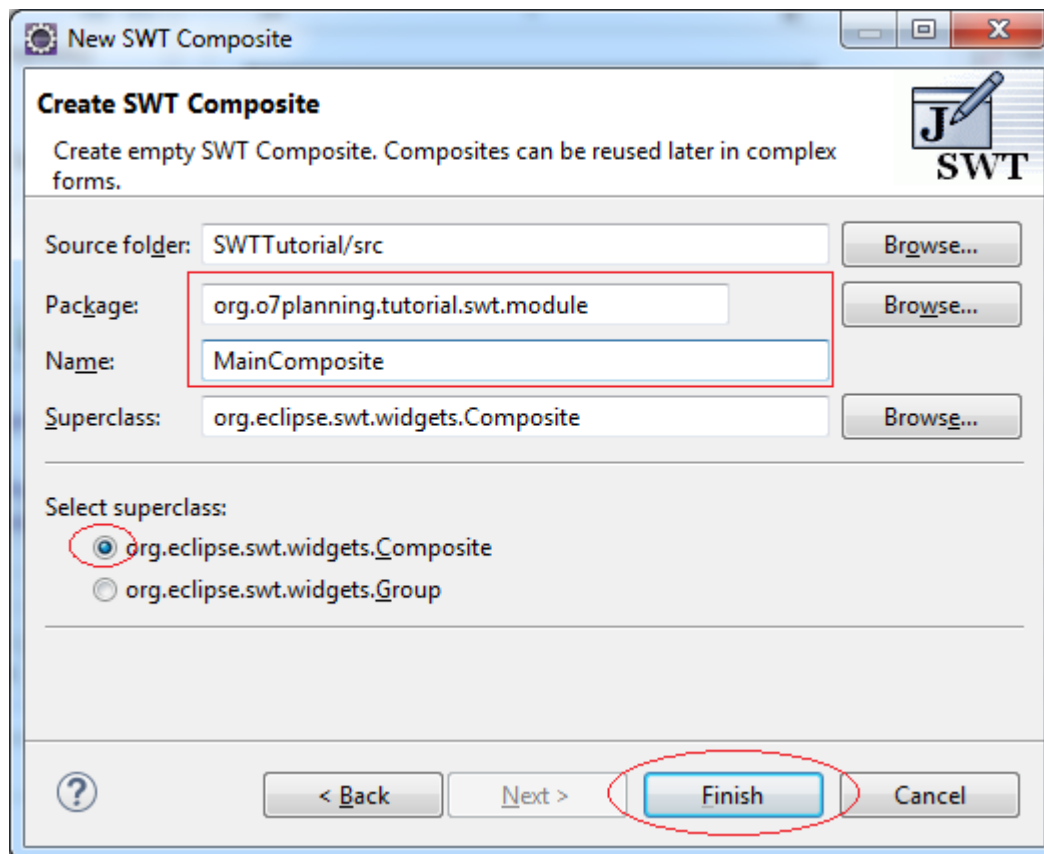 New SWT Composite
Create SWT Composite
Create empty SWT Composite. Composites can be reused later in complex
forms.
J
SWT
Source folder: SWTTutorial/src Browse...
Package: org.o7planning.tutorial.swt.module Browse...
Name: MainComposite
Superclass: org.eclipse.swt.widgets.Composite Browse...
Select superclass:
org.eclipse.swt.widgets.Composite
org.eclipse.swt.widgets.Group
? < Back Next > Finish Cancel